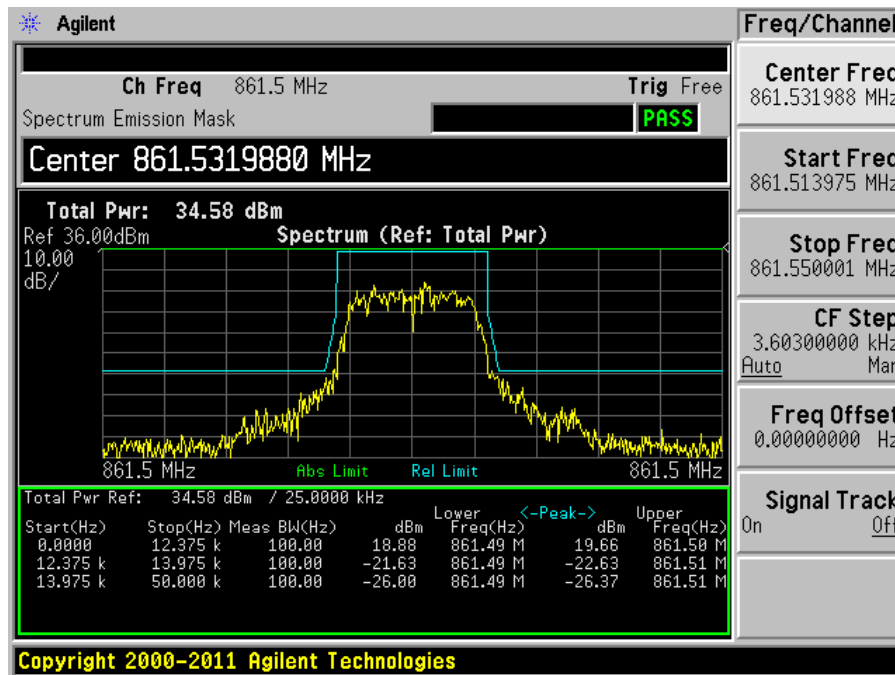 Agilent
Freq/Channel
Ch Freq 861.5 MHz Trig Free
Spectrum Emission Mask PASS
Center 861.5319880 MHz
Total Pwr: 34.58 dBm
Ref 36.00dBm Spectrum (Ref: Total Pwr)
10.00
dB/
861.5 MHz Abs Limit Rel Limit 861.5 MHz
Total Pwr Ref: 34.58 dBm / 25.0000 kHz
Lower <-Peak-> Upper
Start(Hz) Stop(Hz) Meas BW(Hz) dBm Freq(Hz) dBm Freq(Hz)
0.0000 12.375 k 100.00 18.88 861.49 M 19.66 861.50 M
12.375 k 13.975 k 100.00 -21.63 861.49 M -22.63 861.51 M
13.975 k 50.000 k 100.00 -26.00 861.49 M -26.37 861.51 M
Center Freq
861.531988 MHz
Start Freq
861.513975 MHz
Stop Freq
861.550001 MHz
CF Step
3.60300000 kHz
Auto Man
Freq Offset
0.00000000 Hz
Signal Track
On Off
Copyright 2000-2011 Agilent Technologies